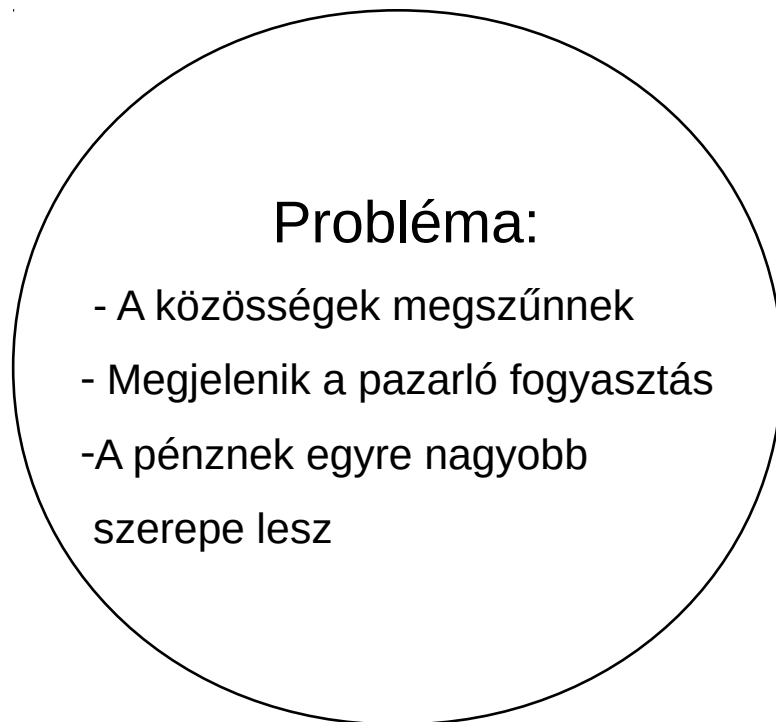 Probléma:
- A közösségek megszűnnek
- Megjelenik a pazarló fogyasztás
-A pénznek egyre nagyobb
szerepe lesz